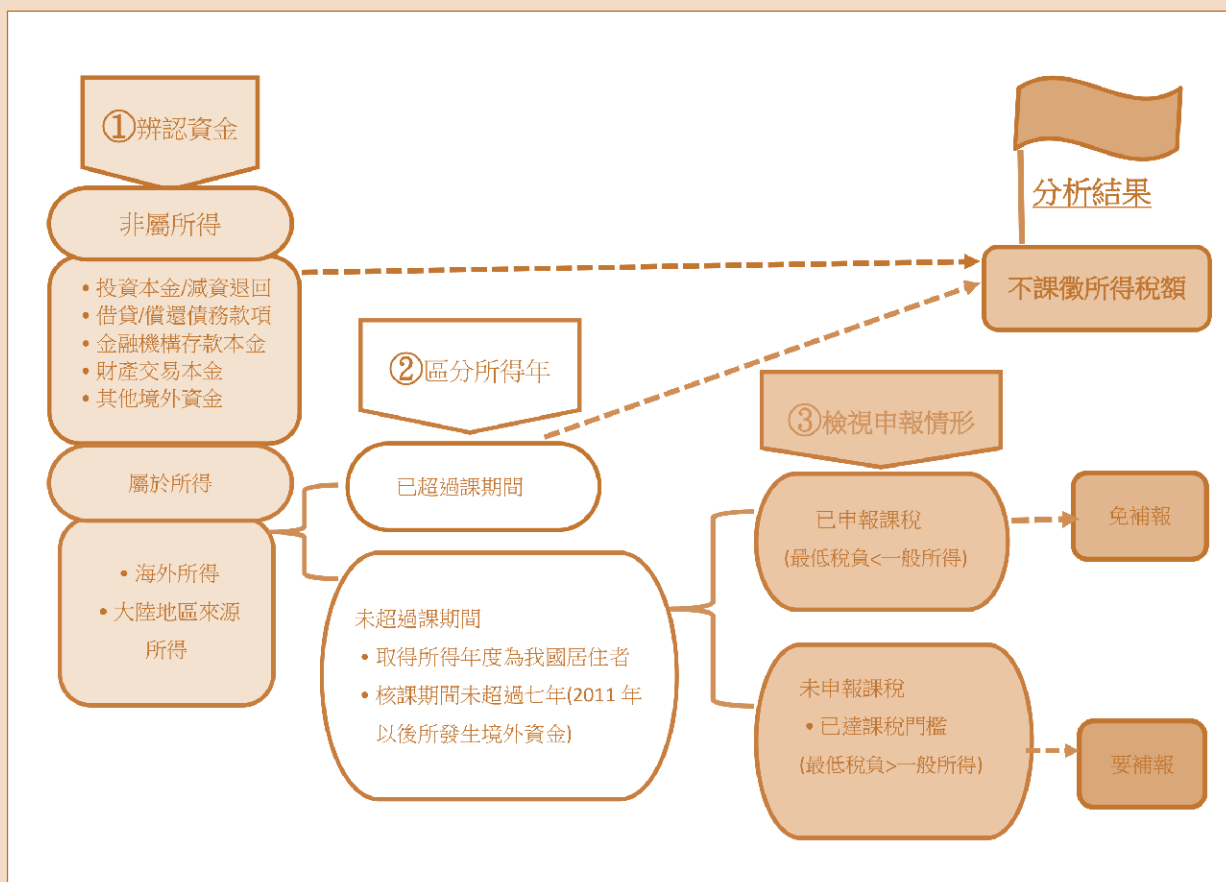 ①辨認資金
非屬所得
• 投資本金/減資退回
• 借貸/償還債務款項
• 金融機構存款本金
• 財產交易本金
• 其他境外資金
屬於所得
• 海外所得
• 大陸地區來源
所得
②區分所得年
已超過課期間
未超過課期間
• 取得所得年度為我國居住者
• 核課期間未超過七年(2011 年
以後所發生境外資金)
③檢視申報情形
已申報課稅
(最低稅負<一般所得)
未申報課稅
• 已達課稅門檻
(最低稅負>一般所得)
分析結果
不課徵所得稅額
免補報
要補報